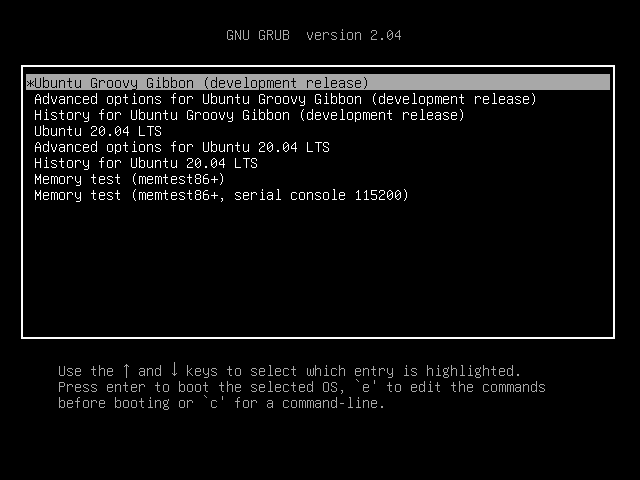 GNU GRUB  version 2.04
*Ubuntu Groovy Gibbon (development release)
Advanced options for Ubuntu Groovy Gibbon (development release)
History for Ubuntu Groovy Gibbon (development release)
Ubuntu 20.04 LTS
Advanced options for Ubuntu 20.04 LTS
History for Ubuntu 20.04 LTS
Memory test (memtest86+)
Memory test (memtest86+, serial console 115200)
Use the ↑ and ↓ keys to select which entry is highlighted.
Press enter to boot the selected OS, `e' to edit the commands
before booting or `c' for a command-line.